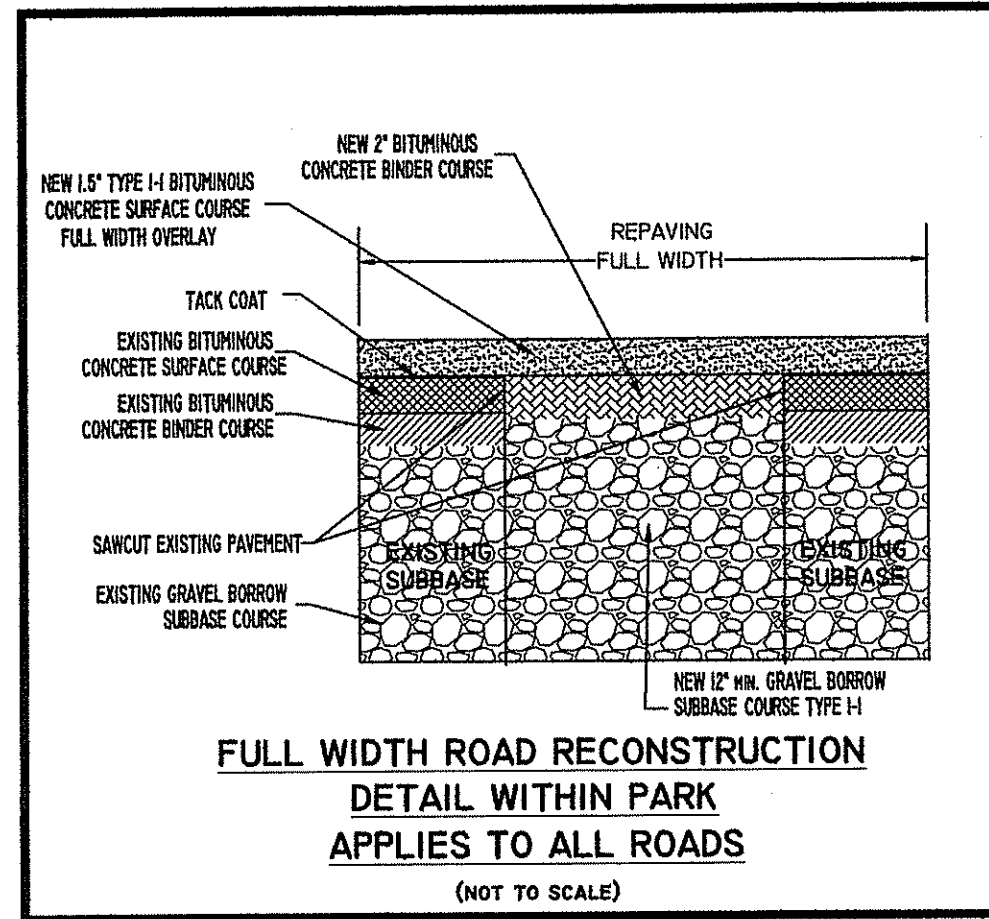 NEW 2" BITUMINOUS
CONCRETE BINDER COURSE
NEW 1.5" TYPE I-1 BITUMINOUS
CONCRETE SURFACE COURSE
FULL WIDTH OVERLAY
REPAVING
FULL WIDTH
TACK COAT
EXISTING BITUMINOUS
CONCRETE SURFACE COURSE
EXISTING BITUMINOUS
CONCRETE BINDER COURSE
SAWCUT EXISTING PAVEMENT
EXISTING
SUBBASE
EXISTING
SUBBASE
EXISTING GRAVEL BORROW
SUBBASE COURSE
NEW 12" MIN. GRAVEL BORROW
SUBBASE COURSE TYPE I-1
FULL WIDTH ROAD RECONSTRUCTION
DETAIL WITHIN PARK
APPLIES TO ALL ROADS
(NOT TO SCALE)